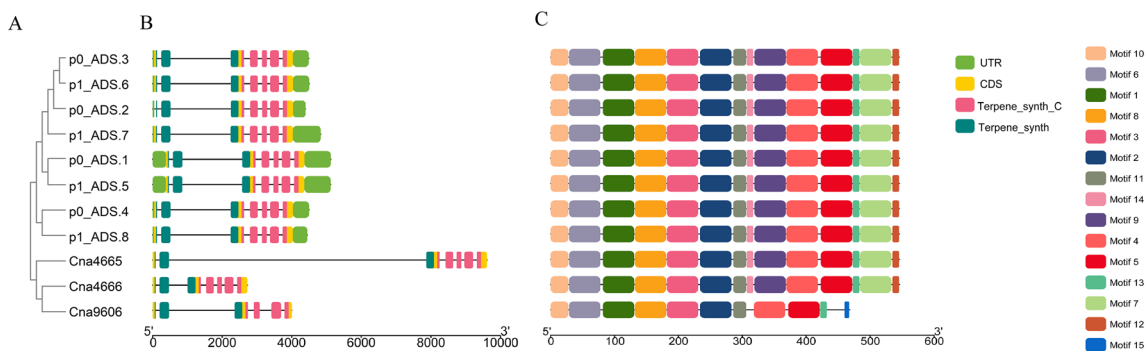 A
B
C
p0_ADS.3
p1_ADS.6
p0_ADS.2
p1_ADS.7
p0_ADS.1
p1_ADS.5
p0_ADS.4
p1_ADS.8
Cna4665
Cna4666
Cna9606
5' 3'
0 2000 4000 6000 8000 10000
5' 3'
0 100 200 300 400 500 600
UTR
CDS
Terpene_synth_C
Terpene_synth
Motif 10
Motif 6
Motif 1
Motif 8
Motif 3
Motif 2
Motif 11
Motif 14
Motif 9
Motif 4
Motif 5
Motif 13
Motif 7
Motif 12
Motif 15